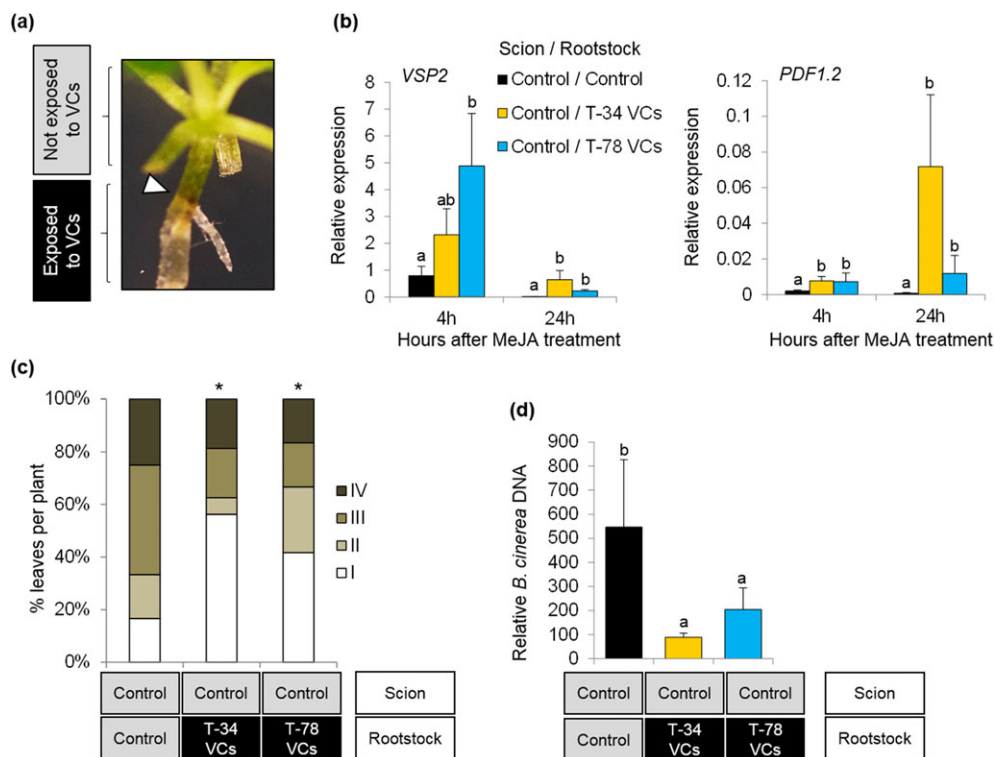 (a)
Not exposed
to VCs
Exposed
to VCs
(b)
Scion / Rootstock
Control / Control
Control / T-34 VCs
Control / T-78 VCs
VSP2
Relative expression
8
7
6
5
4
3
2
1
0
a
ab
b
a
b
b
4h
24h
Hours after MeJA treatment
PDF1.2
Relative expression
0.12
0.1
0.08
0.06
0.04
0.02
0
a
b
b
a
b
b
4h
24h
Hours after MeJA treatment
(c)
% leaves per plant
100%
80%
60%
40%
20%
0%
*
*
IV
III
II
I
Control
Control
Control
Scion
Control
T-34
VCs
T-78
VCs
Rootstock
(d)
Relative B. cinerea DNA
900
800
700
600
500
400
300
200
100
0
b
a
a
Control
Control
Control
Scion
Control
T-34
VCs
T-78
VCs
Rootstock